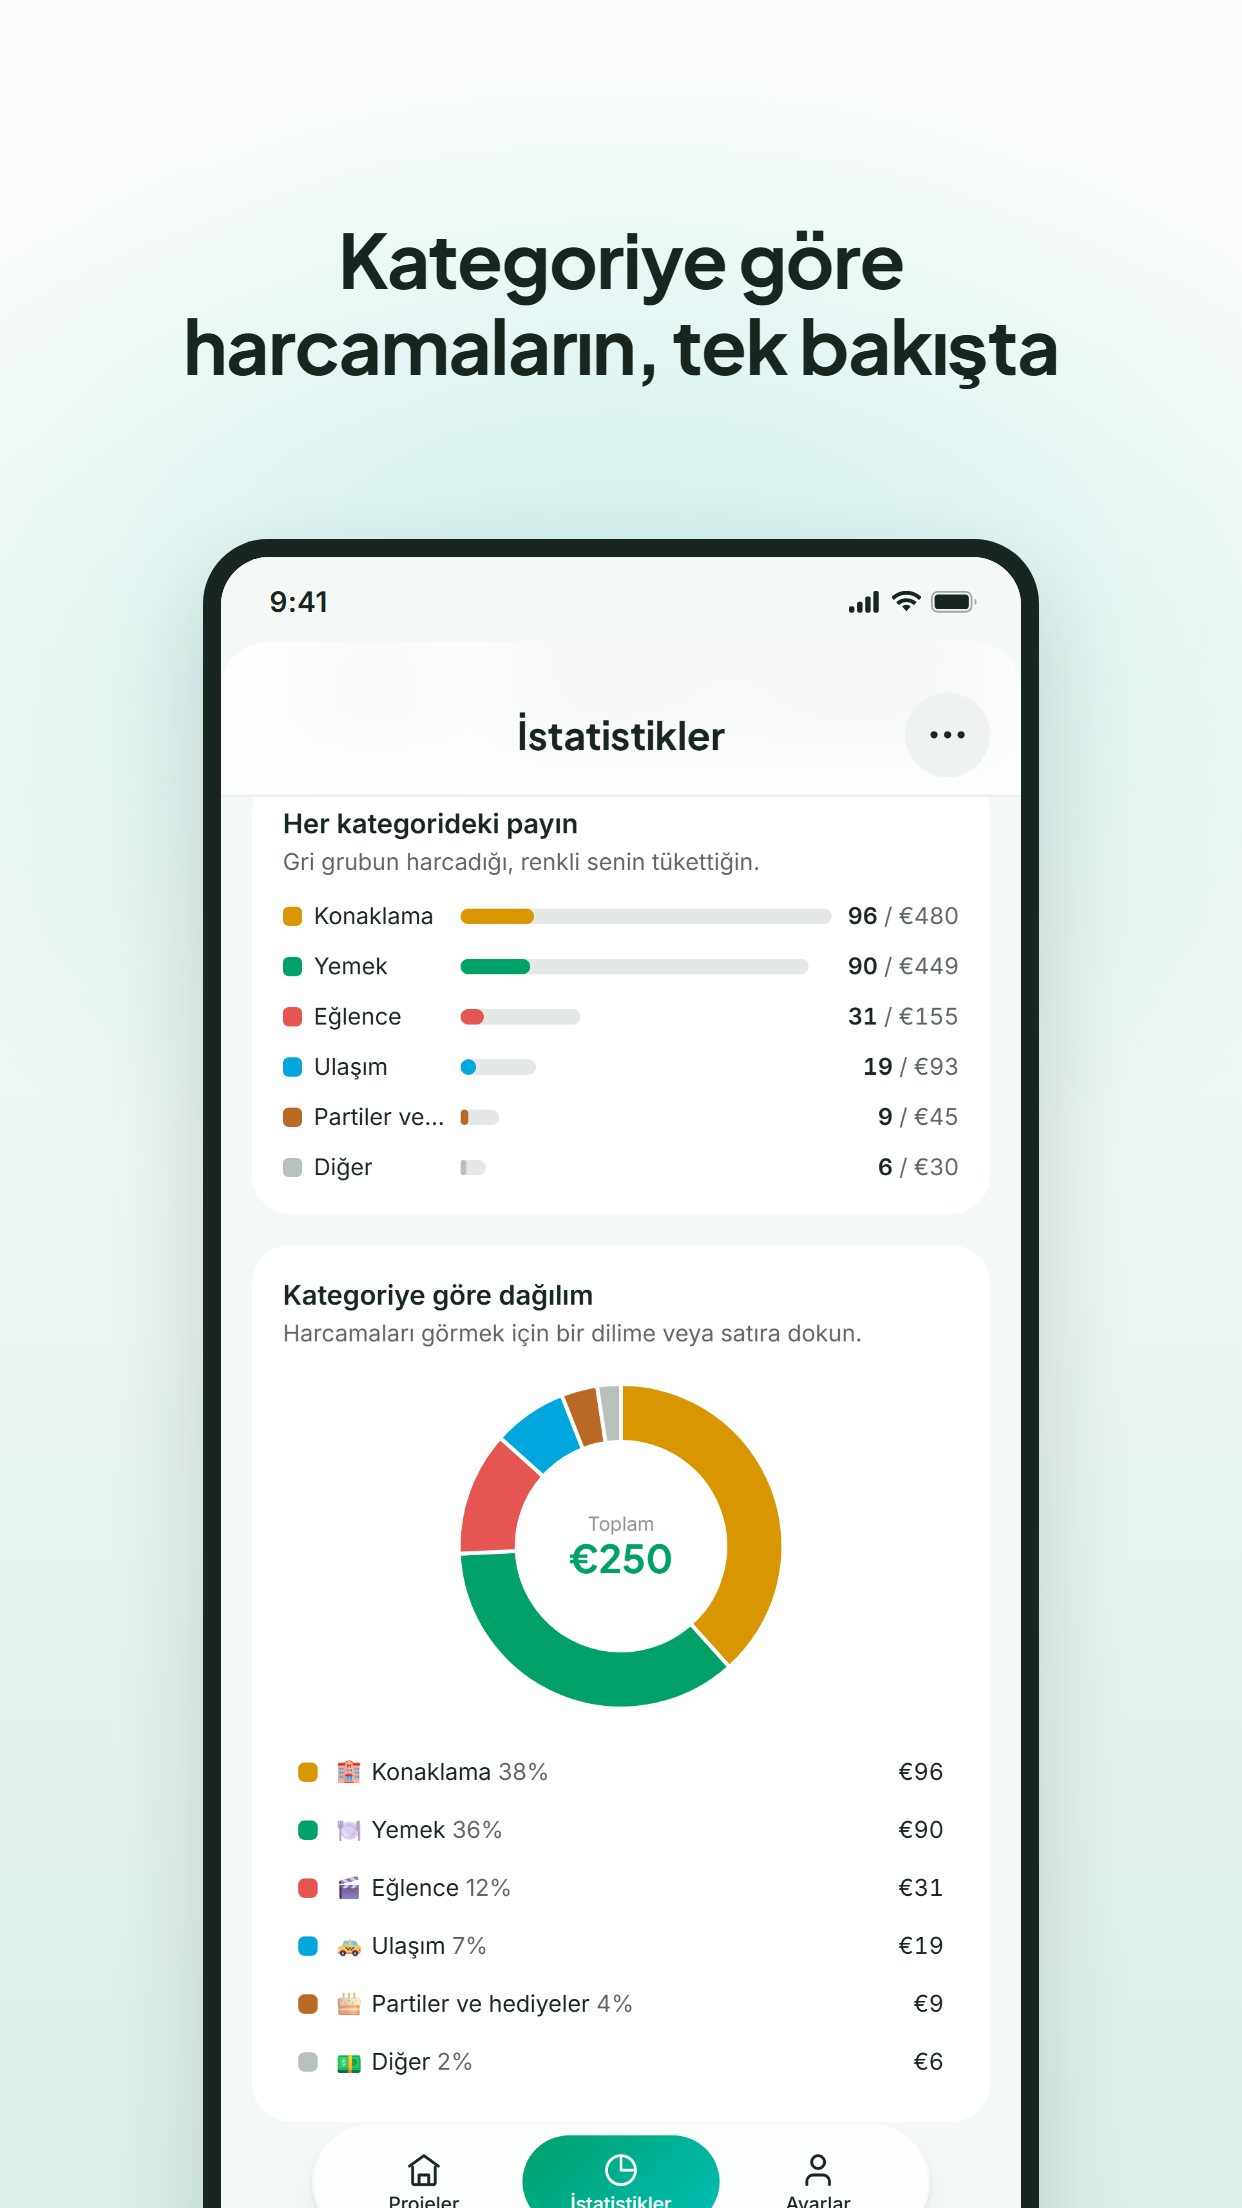 Kategoriye göre
harcamaların, tek bakışta
9:41
İstatistikler
Her kategorideki payın
Gri grubun harcadığı, renkli senin tükettiğin.
Konaklama 96 / €480
Yemek 90 / €449
Eğlence 31 / €155
Ulaşım 19 / €93
Partiler ve... 9 / €45
Diğer 6 / €30
Kategoriye göre dağılım
Harcamaları görmek için bir dilime veya satıra dokun.
Toplam
€250
Konaklama 38% €96
Yemek 36% €90
Eğlence 12% €31
Ulaşım 7% €19
Partiler ve hediyeler 4% €9
Diğer 2% €6
Projeler İstatistikler Ayarlar